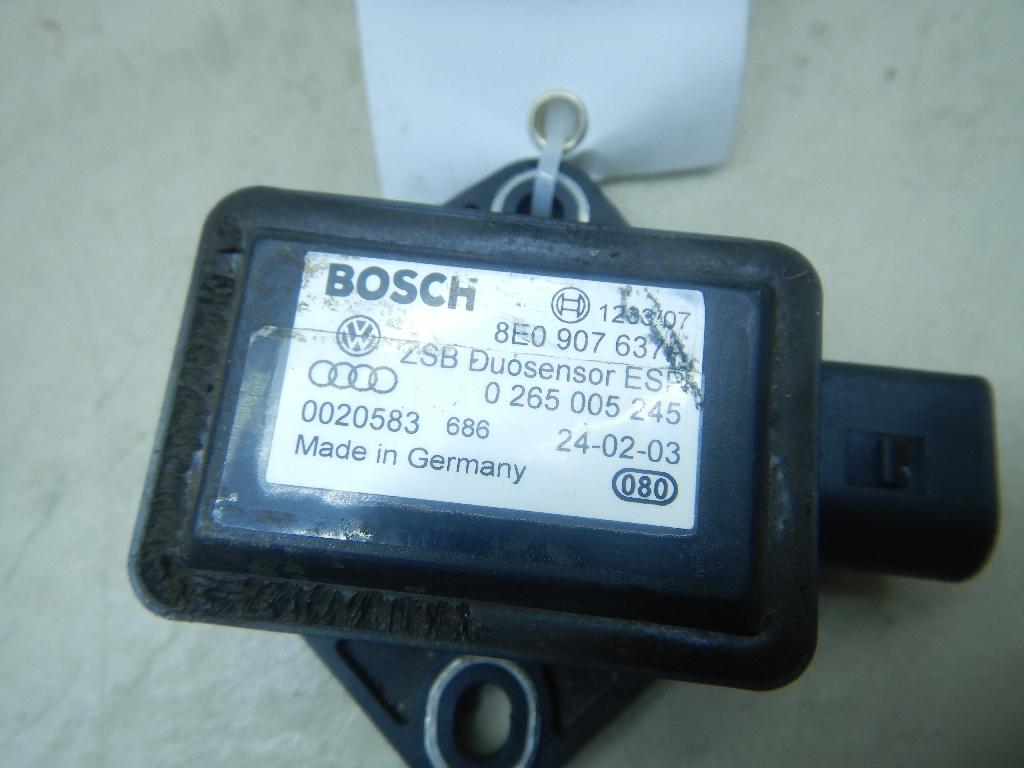 BOSCH
1233/07
8E0 907 637
ZSB Duosensor ESP
0 265 005 245
0020583 686 24-02-03
Made in Germany
080